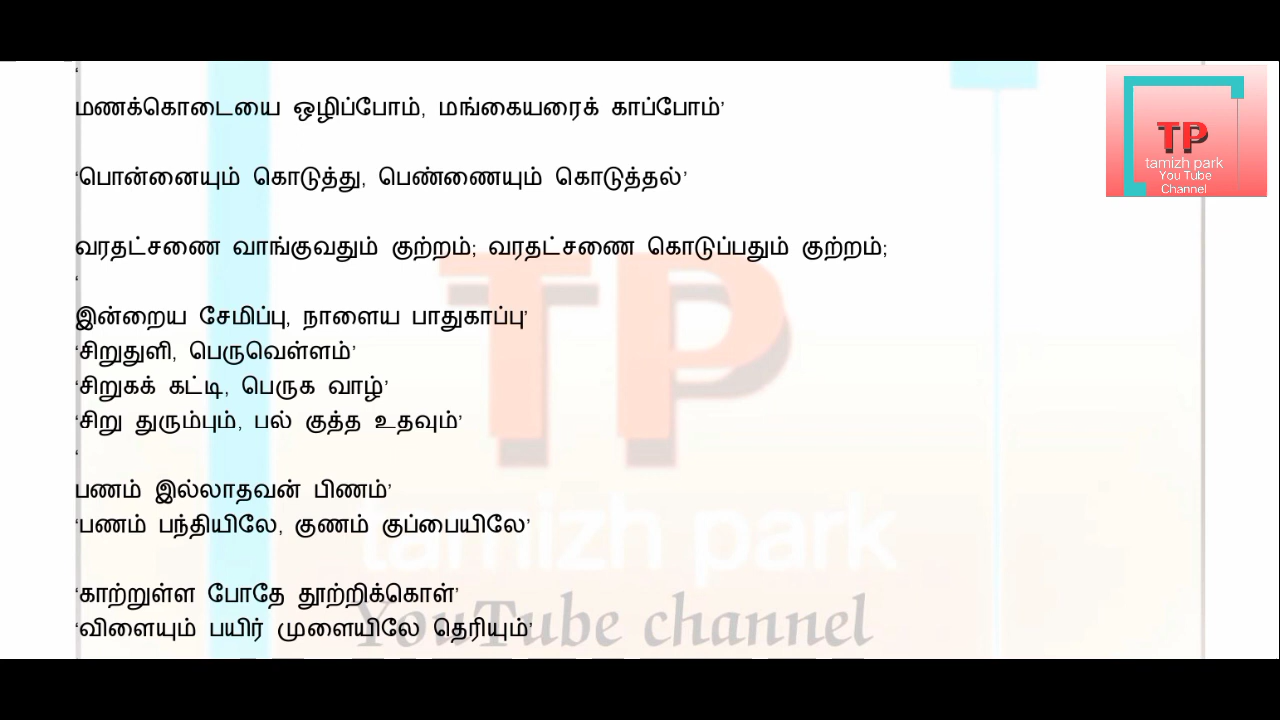 ‘
மணக்கொடையை ஒழிப்போம், மங்கையரைக் காப்போம்’
‘பொன்னையும் கொடுத்து, பெண்ணையும் கொடுத்தல்’
வரதட்சணை வாங்குவதும் குற்றம்; வரதட்சணை கொடுப்பதும் குற்றம்;
‘
இன்றைய சேமிப்பு, நாளைய பாதுகாப்பு’
‘சிறுதுளி, பெருவெள்ளம்’
‘சிறுகக் கட்டி, பெருக வாழ்’
‘சிறு துரும்பும், பல் குத்த உதவும்’
‘
பணம் இல்லாதவன் பிணம்’
‘பணம் பந்தியிலே, குணம் குப்பையிலே’
‘காற்றுள்ள போதே தூற்றிக்கொள்’
‘விளையும் பயிர் முளையிலே தெரியும்’
TP
tamizh park
You Tube
Channel
TP
tamizh park
YouTube channel